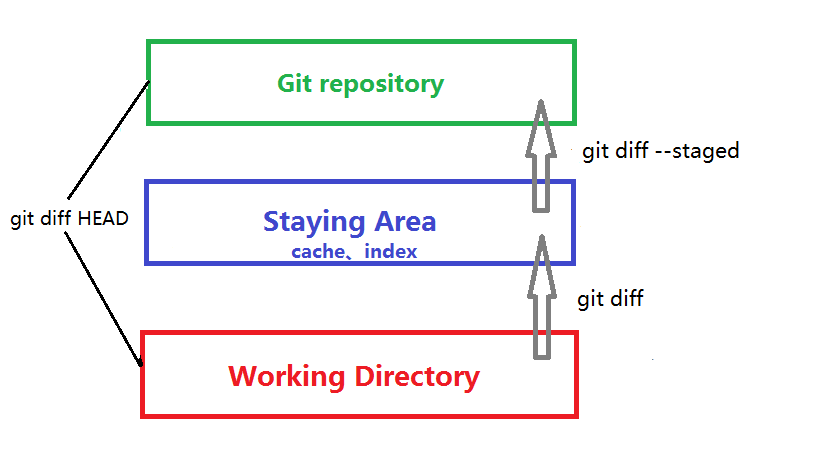 Git repository
git diff --staged
git diff HEAD
Staying Area
cache、index
git diff
Working Directory